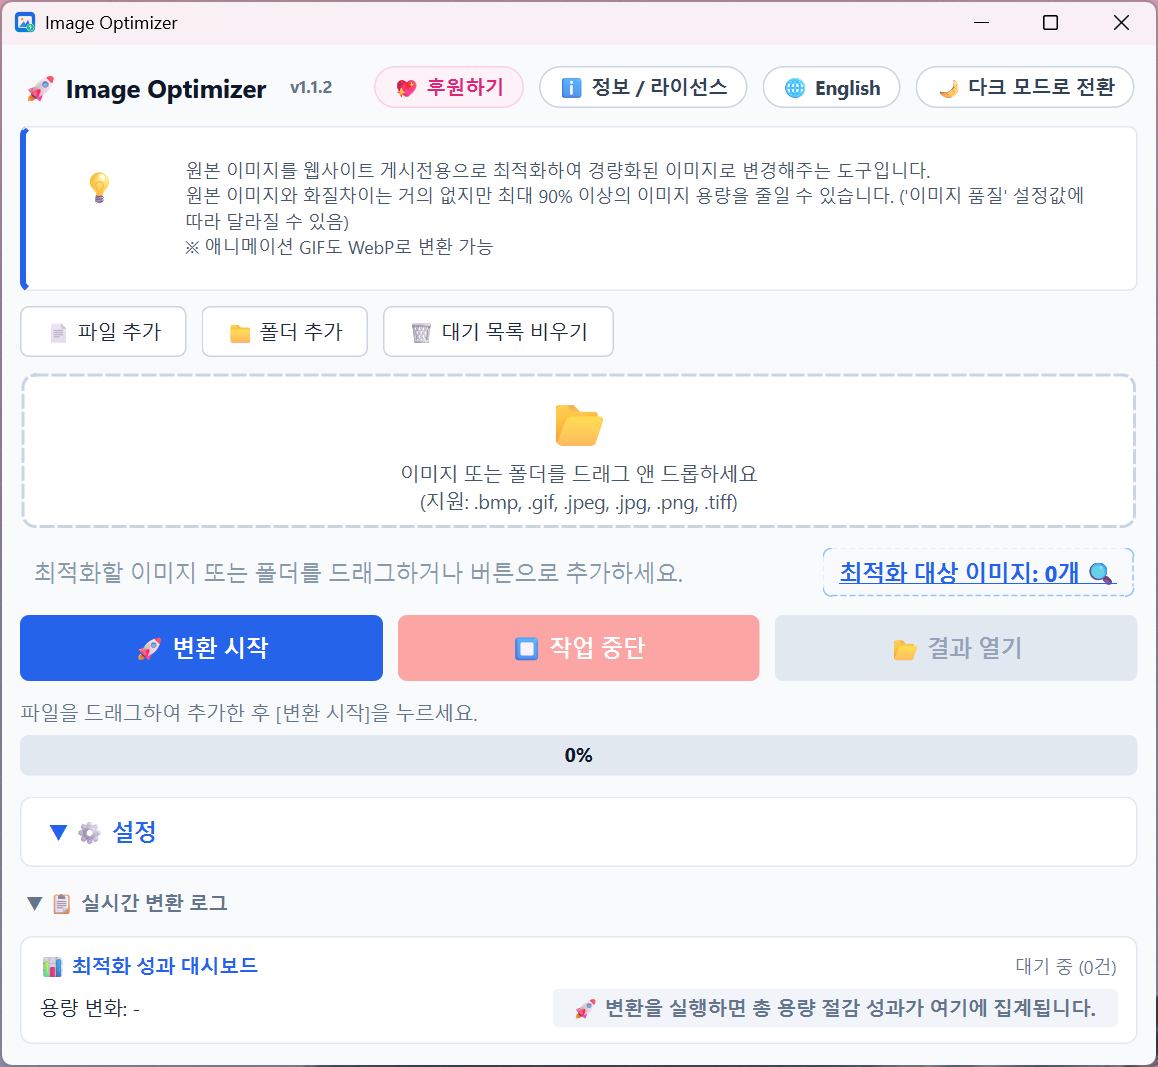 Image Optimizer
Image Optimizer v1.1.2 후원하기 정보 / 라이선스 English 다크 모드로 전환
원본 이미지를 웹사이트 게시전용으로 최적화하여 경량화된 이미지로 변경해주는 도구입니다.
원본 이미지와 화질차이는 거의 없지만 최대 90% 이상의 이미지 용량을 줄일 수 있습니다. ('이미지 품질' 설정값에
따라 달라질 수 있음)
※ 애니메이션 GIF도 WebP로 변환 가능
파일 추가 폴더 추가 대기 목록 비우기
이미지 또는 폴더를 드래그 앤 드롭하세요
(지원: .bmp, .gif, .jpeg, .jpg, .png, .tiff)
최적화할 이미지 또는 폴더를 드래그하거나 버튼으로 추가하세요. 최적화 대상 이미지: 0개
변환 시작 작업 중단 결과 열기
파일을 드래그하여 추가한 후 [변환 시작]을 누르세요.
0%
▼ 설정
▼ 실시간 변환 로그
최적화 성과 대시보드 대기 중 (0건)
용량 변화: - 변환을 실행하면 총 용량 절감 성과가 여기에 집계됩니다.